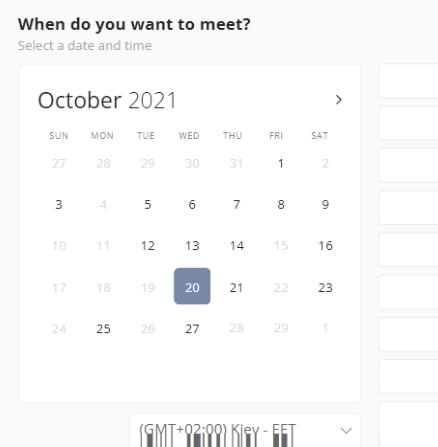 When do you want to meet?
Select a date and time
October 2021
SUN MON TUE WED THU FRI SAT
27 28 29 30 31 1 2
3 4 5 6 7 8 9
10 11 12 13 14 15 16
17 18 19 20 21 22 23
24 25 26 27 28 29 1
(GMT+02:00) Kiev - EET